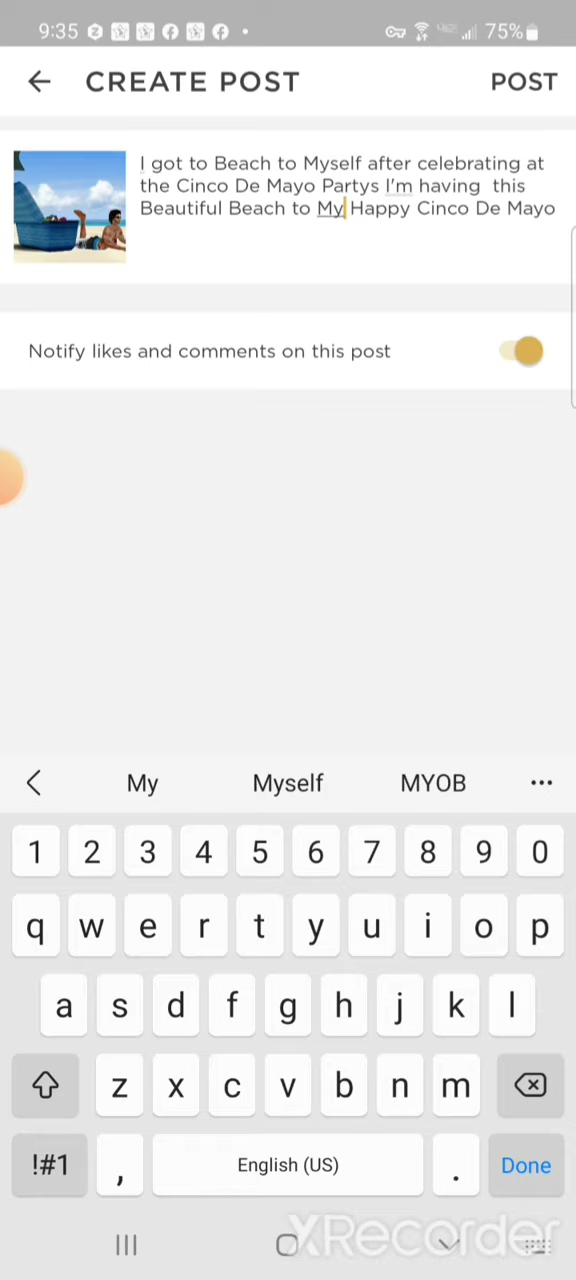 9:35
75%
CREATE POST
POST
I got to Beach to Myself after celebrating at
the Cinco De Mayo Partys I'm having  this
Beautiful Beach to My Happy Cinco De Mayo
Notify likes and comments on this post
My
Myself
MYOB
1 2 3 4 5 6 7 8 9 0
q w e r t y u i o p
a s d f g h j k l
z x c v b n m
!#1 , English (US) . Done
XRecorder